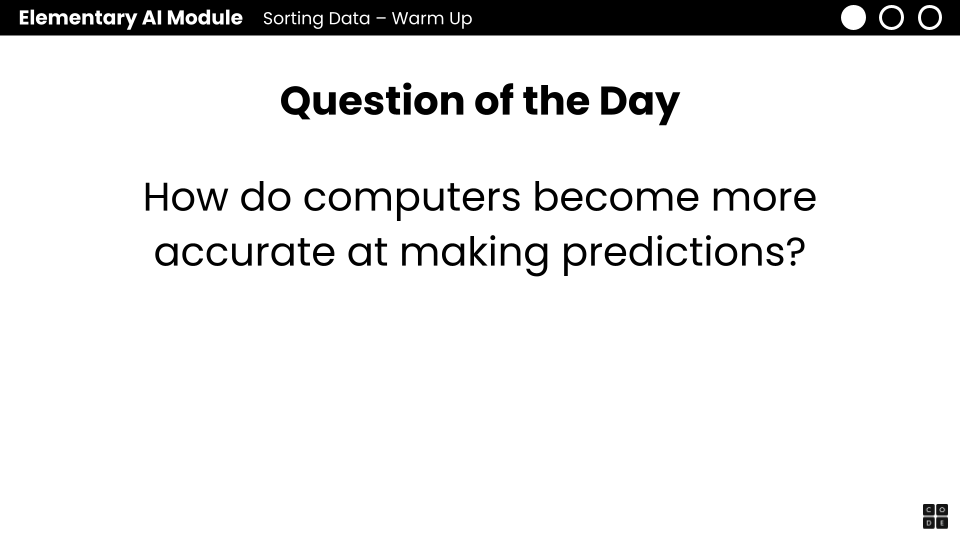 Elementary AI Module Sorting Data – Warm Up
Question of the Day
How do computers become more
accurate at making predictions?
C O
D E